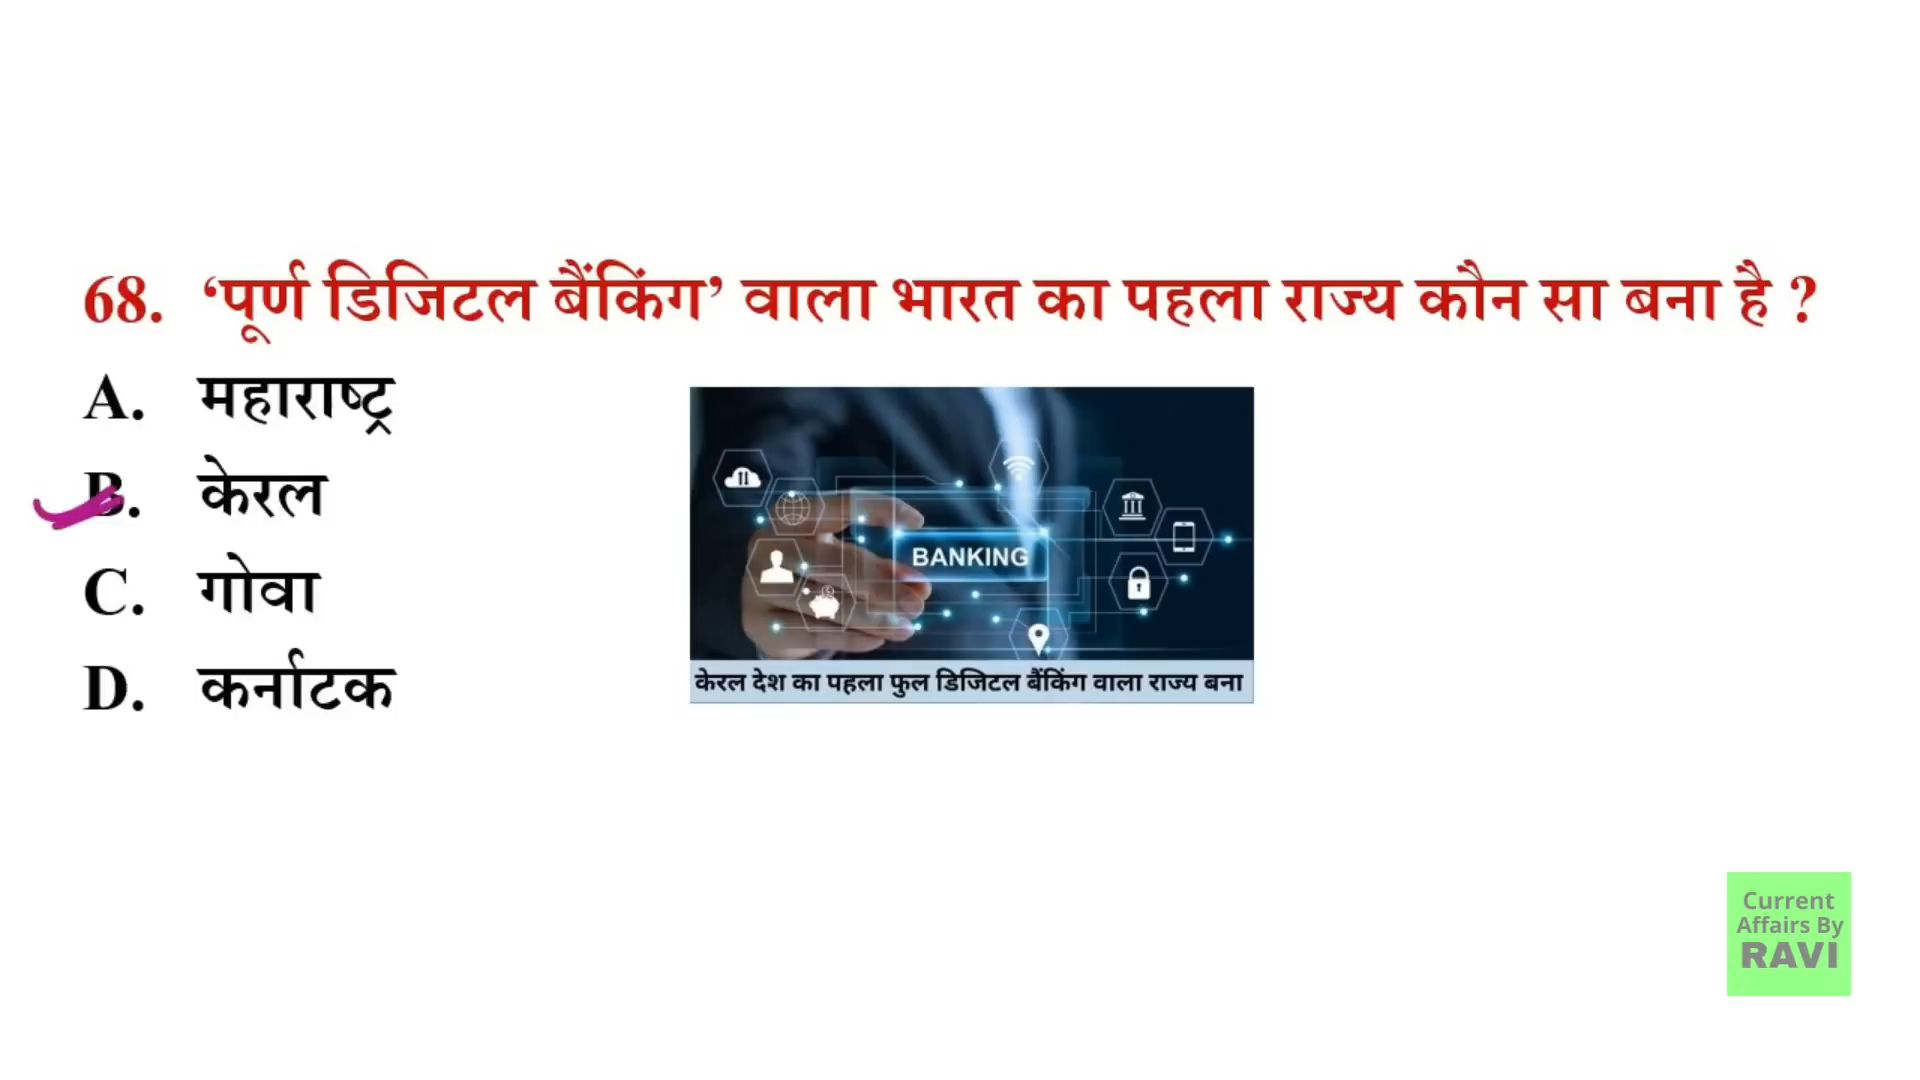 68. ‘पूर्ण डिजिटल बैंकिंग’ वाला भारत का पहला राज्य कौन सा बना है ?
A. महाराष्ट्र
B. केरल
C. गोवा
D. कर्नाटक
BANKING
केरल देश का पहला फुल डिजिटल बैंकिंग वाला राज्य बना
Current
Affairs By
RAVI